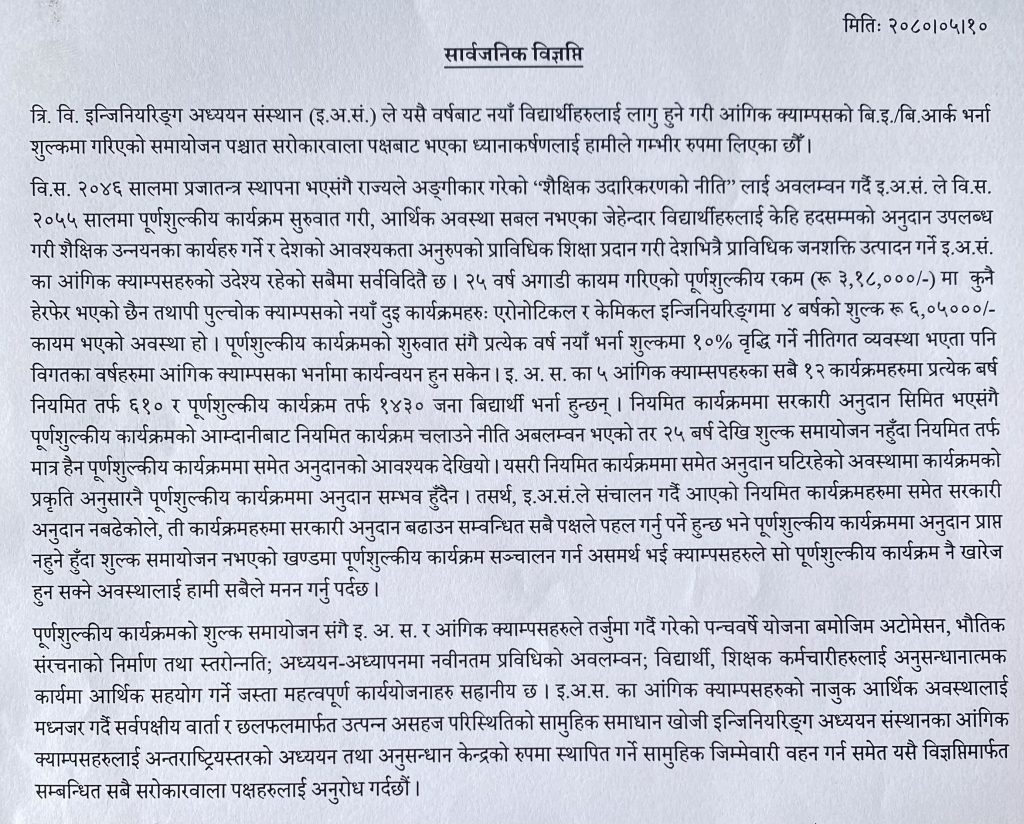 मितिः २०८०।०५।१०
सार्वजनिक विज्ञप्ति
त्रि. वि. इन्जिनियरिङ्ग अध्ययन संस्थान (इ.अ.सं.) ले यसै वर्षबाट नयाँ विद्यार्थीहरुलाई लागु हुने गरी आंगिक क्याम्पसको बि.इ./बि.आर्क भर्ना
शुल्कमा गरिएको समायोजन पश्चात सरोकारवाला पक्षबाट भएका ध्यानाकर्षणलाई हामीले गम्भीर रुपमा लिएका छौँ ।
वि.स. २०४६ सालमा प्रजातन्त्र स्थापना भएसंगै राज्यले अङ्गीकार गरेको “शैक्षिक उदारिकरणको नीति” लाई अवलम्वन गर्दै इ.अ.सं. ले वि.स.
२०५५ सालमा पूर्णशुल्कीय कार्यक्रम सुरुवात गरी, आर्थिक अवस्था सबल नभएका जेहेन्दार विद्यार्थीहरुलाई केहि हदसम्मको अनुदान उपलब्ध
गरी शैक्षिक उन्नयनका कार्यहरु गर्ने र देशको आवश्यकता अनुरुपको प्राविधिक शिक्षा प्रदान गरी देशभित्रै प्राविधिक जनशक्ति उत्पादन गर्ने इ.अ.सं.
का आंगिक क्याम्पसहरुको उदेश्य रहेको सबैमा सर्वविदितै छ । २५ वर्ष अगाडी कायम गरिएको पूर्णशुल्कीय रकम (रू ३,१८,०००/-) मा कुनै
हेरफेर भएको छैन तथापी पुल्चोक क्याम्पसको नयाँ दुइ कार्यक्रमहरुः एरोनोटिकल र केमिकल इन्जिनियरिङ्गमा ४ बर्षको शुल्क रू ६,०५०००/-
कायम भएको अवस्था हो । पूर्णशुल्कीय कार्यक्रमको शुरुवात संगै प्रत्येक वर्ष नयाँ भर्ना शुल्कमा १०% वृद्धि गर्ने नीतिगत व्यवस्था भएता पनि
विगतका वर्षहरुमा आंगिक क्याम्पसका भर्नामा कार्यन्वयन हुन सकेन । इ. अ. स. का ५ आंगिक क्याम्सपहरुका सबै १२ कार्यक्रमहरुमा प्रत्येक बर्ष
नियमित तर्फ ६१० र पूर्णशुल्कीय कार्यक्रम तर्फ १४३० जना बिद्यार्थी भर्ना हुन्छन् । नियमित कार्यक्रममा सरकारी अनुदान सिमित भएसंगै
पूर्णशुल्कीय कार्यक्रमको आम्दानीबाट नियमित कार्यक्रम चलाउने नीति अबलम्वन भएको तर २५ बर्ष देखि शुल्क समायोजन नहुँदा नियमित तर्फ
मात्र हैन पूर्णशुल्कीय कार्यक्रममा समेत अनुदानको आवश्यक देखियो । यसरी नियमित कार्यक्रममा समेत अनुदान घटिरहेको अवस्थामा कार्यक्रमको
प्रकृति अनुसारनै पूर्णशुल्कीय कार्यक्रममा अनुदान सम्भव हुँदैन । तसर्थ, इ.अ.सं.ले संचालन गर्दै आएको नियमित कार्यक्रमहरुमा समेत सरकारी
अनुदान नबढेकोले, ती कार्यक्रमहरुमा सरकारी अनुदान बढाउन सम्वन्धित सबै पक्षले पहल गर्नु पर्ने हुन्छ भने पूर्णशुल्कीय कार्यक्रममा अनुदान प्राप्त
नहुने हुँदा शुल्क समायोजन नभएको खण्डमा पूर्णशुल्कीय कार्यक्रम सञ्चालन गर्न असमर्थ भई क्याम्पसहरुले सो पूर्णशुल्कीय कार्यक्रम नै खारेज
हुन सक्ने अवस्थालाई हामी सबैले मनन गर्नु पर्दछ ।
पूर्णशुल्कीय कार्यक्रमको शुल्क समायोजन संगै इ. अ. स. र आंगिक क्याम्पसहरुले तर्जुमा गर्दै गरेको पन्चवर्षे योजना बमोजिम अटोमेसन, भौतिक
संरचनाको निर्माण तथा स्तरोन्नति; अध्ययन-अध्यापनमा नवीनतम प्रविधिको अवलम्वन; विद्यार्थी, शिक्षक कर्मचारीहरुलाई अनुसन्धानात्मक
कार्यमा आर्थिक सहयोग गर्ने जस्ता महत्वपूर्ण कार्ययोजनाहरु सह्रानीय छ । इ.अ.स. का आंगिक क्याम्पसहरुको नाजुक आर्थिक अवस्थालाई
मध्नजर गर्दै सर्वपक्षीय वार्ता र छलफलमार्फत उत्पन्न असहज परिस्थितिको सामुहिक समाधान खोजी इन्जिनियरिङ्ग अध्ययन संस्थानका आंगिक
क्याम्पसहरुलाई अन्तराष्ट्रियस्तरको अध्ययन तथा अनुसन्धान केन्द्रको रुपमा स्थापित गर्ने सामुहिक जिम्मेवारी वहन गर्न समेत यसै विज्ञप्तिमार्फत
सम्बन्धित सबै सरोकारवाला पक्षहरुलाई अनुरोध गर्दछौं ।